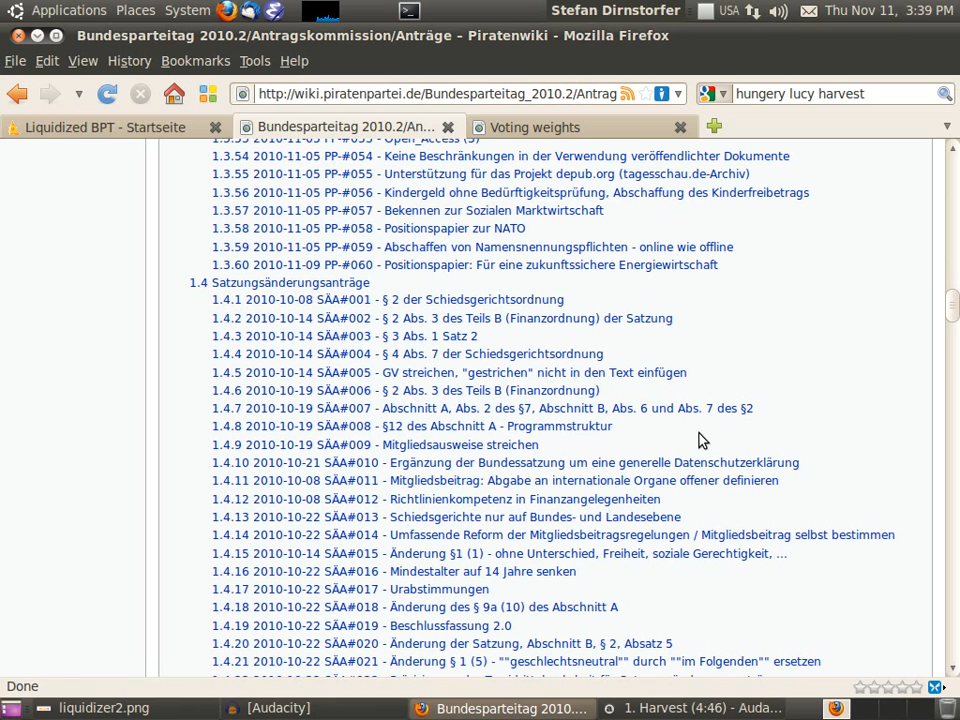 Applications Places System Stefan Dirnstorfer USA Thu Nov 11, 3:39 PM
Bundesparteitag 2010.2/Antragskommission/Anträge – Piratenwiki - Mozilla Firefox
File Edit View History Bookmarks Tools Help
http://wiki.piratenpartei.de/Bundesparteitag_2010.2/Antrag hungery lucy harvest
Liquidized BPT - Startseite Bundesparteitag 2010.2/An... Voting weights
1.3.54 2010-11-05 PP-#054 - Keine Beschränkungen in der Verwendung veröffentlichter Dokumente
1.3.55 2010-11-05 PP-#055 - Unterstützung für das Projekt depub.org (tagesschau.de-Archiv)
1.3.56 2010-11-05 PP-#056 - Kindergeld ohne Bedürftigkeitsprüfung, Abschaffung des Kinderfreibetrags
1.3.57 2010-11-05 PP-#057 - Bekennen zur Sozialen Marktwirtschaft
1.3.58 2010-11-05 PP-#058 - Positionspapier zur NATO
1.3.59 2010-11-05 PP-#059 - Abschaffen von Namensnennungspflichten - online wie offline
1.3.60 2010-11-09 PP-#060 - Positionspapier: Für eine zukunftssichere Energiewirtschaft
1.4 Satzungsänderungsanträge
1.4.1 2010-10-08 SÄA#001 - § 2 der Schiedsgerichtsordnung
1.4.2 2010-10-14 SÄA#002 - § 2 Abs. 3 des Teils B (Finanzordnung) der Satzung
1.4.3 2010-10-14 SÄA#003 - § 3 Abs. 1 Satz 2
1.4.4 2010-10-14 SÄA#004 - § 4 Abs. 7 der Schiedsgerichtsordnung
1.4.5 2010-10-14 SÄA#005 - GV streichen, "gestrichen" nicht in den Text einfügen
1.4.6 2010-10-19 SÄA#006 - § 2 Abs. 3 des Teils B (Finanzordnung)
1.4.7 2010-10-19 SÄA#007 - Abschnitt A, Abs. 2 des §7, Abschnitt B, Abs. 6 und Abs. 7 des §2
1.4.8 2010-10-19 SÄA#008 - §12 des Abschnitt A - Programmstruktur
1.4.9 2010-10-19 SÄA#009 - Mitgliedsausweise streichen
1.4.10 2010-10-21 SÄA#010 - Ergänzung der Bundessatzung um eine generelle Datenschutzerklärung
1.4.11 2010-10-08 SÄA#011 - Mitgliedsbeitrag: Abgabe an internationale Organe offener definieren
1.4.12 2010-10-08 SÄA#012 - Richtlinienkompetenz in Finanzangelegenheiten
1.4.13 2010-10-22 SÄA#013 - Schiedsgerichte nur auf Bundes- und Landesebene
1.4.14 2010-10-22 SÄA#014 - Umfassende Reform der Mitgliedsbeitragsregelungen / Mitgliedsbeitrag selbst bestimmen
1.4.15 2010-10-14 SÄA#015 - Änderung §1 (1) - ohne Unterschied, Freiheit, soziale Gerechtigkeit, ...
1.4.16 2010-10-22 SÄA#016 - Mindestalter auf 14 Jahre senken
1.4.17 2010-10-22 SÄA#017 - Urabstimmungen
1.4.18 2010-10-22 SÄA#018 - Änderung des § 9a (10) des Abschnitt A
1.4.19 2010-10-22 SÄA#019 - Beschlussfassung 2.0
1.4.20 2010-10-22 SÄA#020 - Änderung der Satzung, Abschnitt B, § 2, Absatz 5
1.4.21 2010-10-22 SÄA#021 - Änderung § 1 (5) - ""geschlechtsneutral"" durch ""im Folgenden"" ersetzen
Done
liquidizer2.png [Audacity] Bundesparteitag 2010.... 1. Harvest (4:46) - Auda...